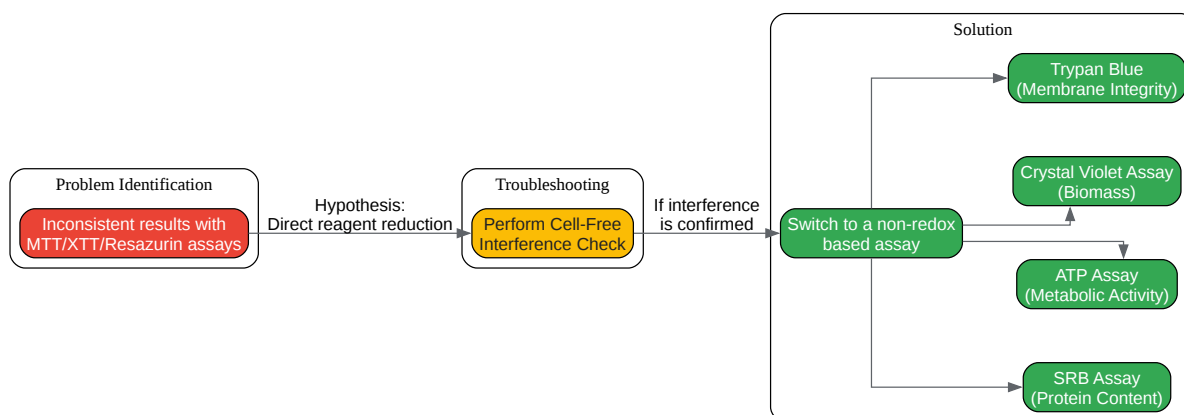 Problem Identification
Inconsistent results with
MTT/XTT/Resazurin assays
Hypothesis:
Direct reagent reduction
Troubleshooting
Perform Cell-Free
Interference Check
If interference
is confirmed
Solution
Switch to a non-redox
based assay
Trypan Blue
(Membrane Integrity)
Crystal Violet Assay
(Biomass)
ATP Assay
(Metabolic Activity)
SRB Assay
(Protein Content)